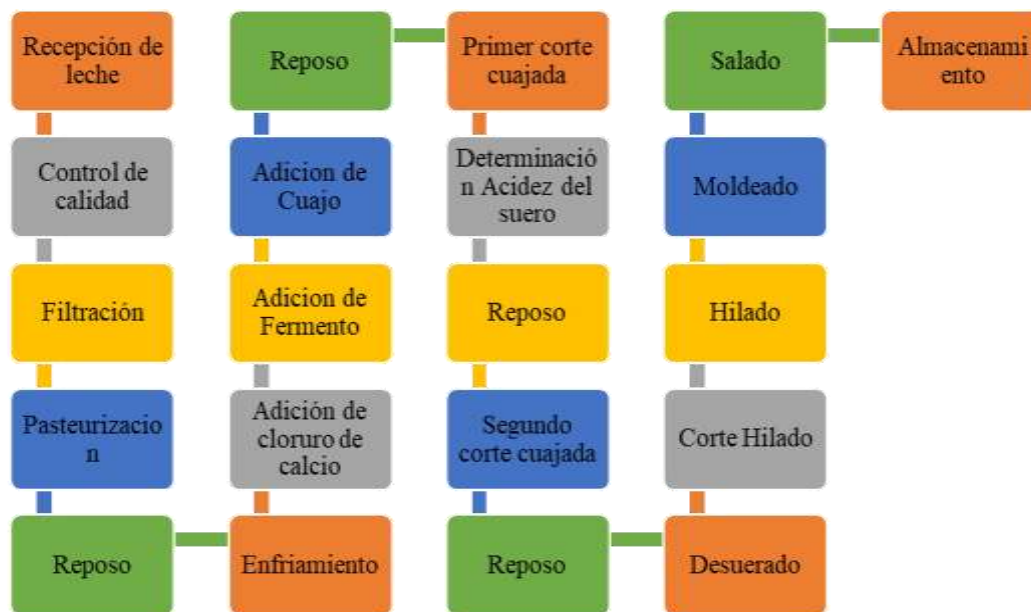 Recepción de
leche
Control de
calidad
Filtración
Pasteurizacio
n
Reposo
Enfriamiento
Adición de
cloruro de
calcio
Adicion de
Fermento
Adicion de
Cuajo
Reposo
Primer corte
cuajada
Determinació
n Acidez del
suero
Reposo
Segundo
corte cuajada
Reposo
Desuerado
Corte Hilado
Hilado
Moldeado
Salado
Almacenami
ento